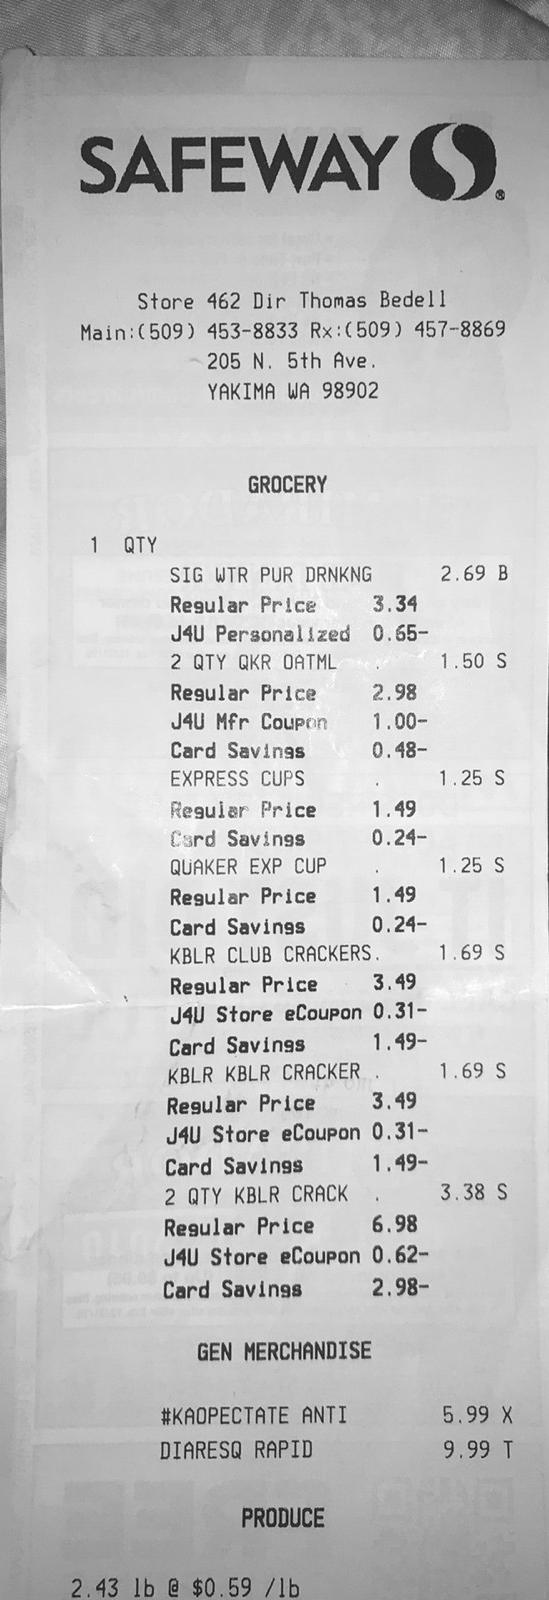 SAFEWAY ®
Store 462 Dir Thomas Bedell
Main:(509) 453-8833 Rx:(509) 457-8869
205 N. 5th Ave.
YAKIMA WA 98902
GROCERY
1 QTY
SIG WTR PUR DRNKNG 2.69 B
Regular Price 3.34
J4U Personalized 0.65-
2 QTY QKR OATML . 1.50 S
Regular Price 2.98
J4U Mfr Coupon 1.00-
Card Savings 0.48-
EXPRESS CUPS . 1.25 S
Regular Price 1.49
Card Savings 0.24-
QUAKER EXP CUP . 1.25 S
Regular Price 1.49
Card Savings 0.24-
KBLR CLUB CRACKERS. 1.69 S
Regular Price 3.49
J4U Store eCoupon 0.31-
Card Savings 1.49-
KBLR KBLR CRACKER . 1.69 S
Regular Price 3.49
J4U Store eCoupon 0.31-
Card Savings 1.49-
2 QTY KBLR CRACK . 3.38 S
Regular Price 6.98
J4U Store eCoupon 0.62-
Card Savings 2.98-
GEN MERCHANDISE
#KAOPECTATE ANTI 5.99 X
DIARESQ RAPID 9.99 T
PRODUCE
2.43 lb @ $0.59 /lb